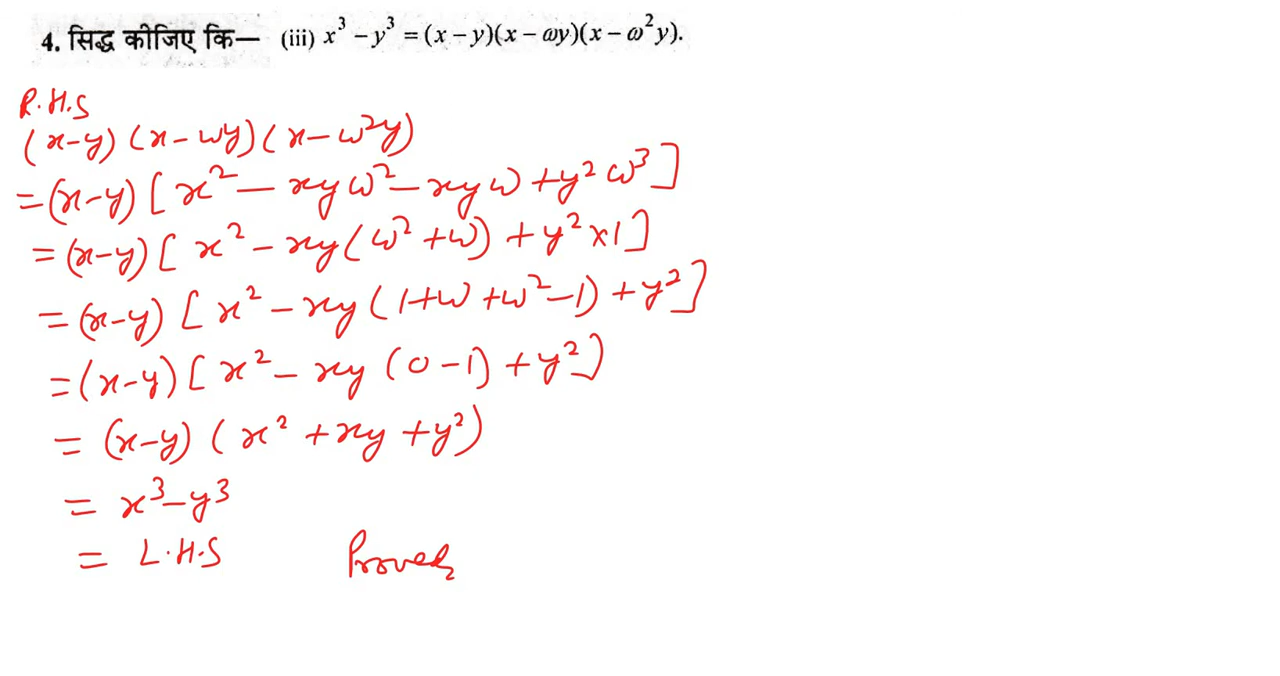 4. सिद्ध कीजिए कि— (iii) x³ – y³ = (x – y)(x – ωy)(x – ω²y).
R.H.S
(x-y) (x-ωy) (x-ω²y)
= (x-y) [ x² - xyω² - xyω + y²ω³ ]
= (x-y) [ x² - xy (ω² + ω) + y² x1 ]
= (x-y) [ x² - xy (1+ω+ω²-1) + y² ]
= (x-y) [ x² - xy (0-1) + y² ]
= (x-y) ( x² + xy + y² )
= x³ - y³
= L.H.S Proved